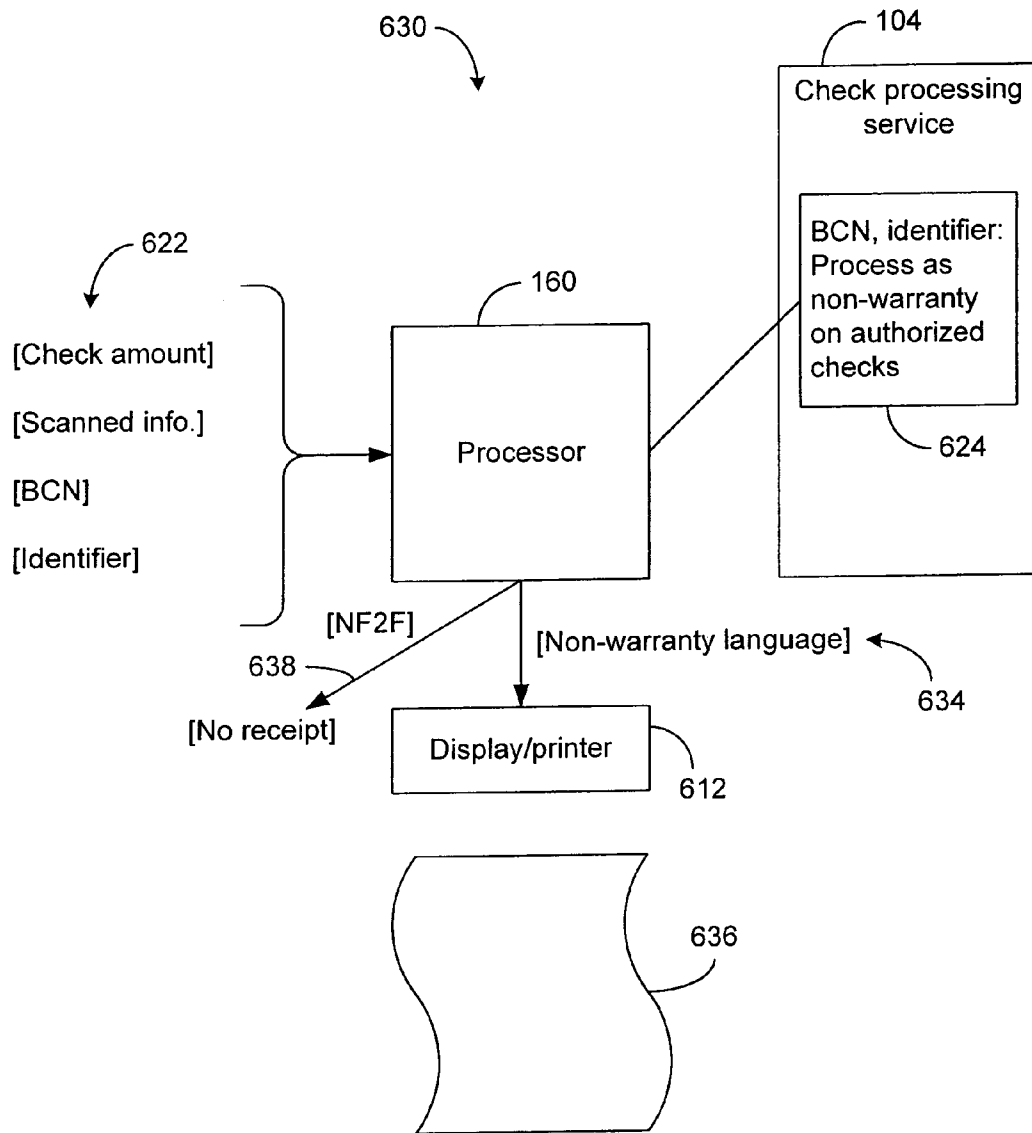 630
104
Check processing
service
622
160
BCN, identifier:
Process as
non-warranty
on authorized
checks
[Check amount]
[Scanned info.]
[BCN]
[Identifier]
Processor
624
[NF2F]
[Non-warranty language]
638
634
[No receipt]
Display/printer
612
636